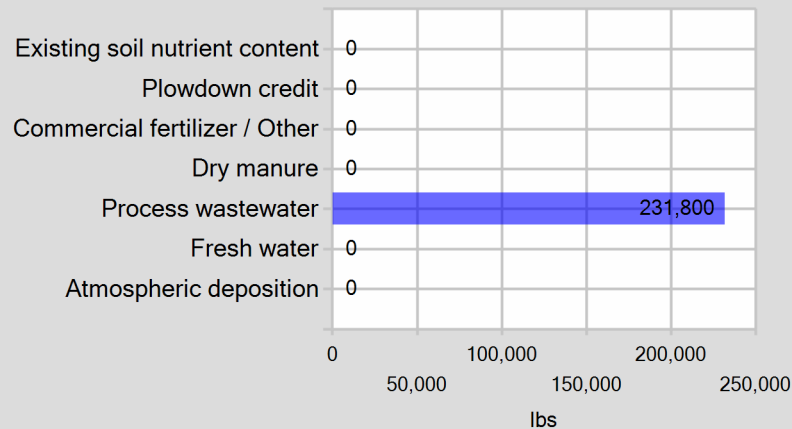 Existing soil nutrient content 0
Plowdown credit 0
Commercial fertilizer / Other 0
Dry manure 0
Process wastewater 231,800
Fresh water 0
Atmospheric deposition 0
0 100,000 200,000
50,000 150,000 250,000
lbs